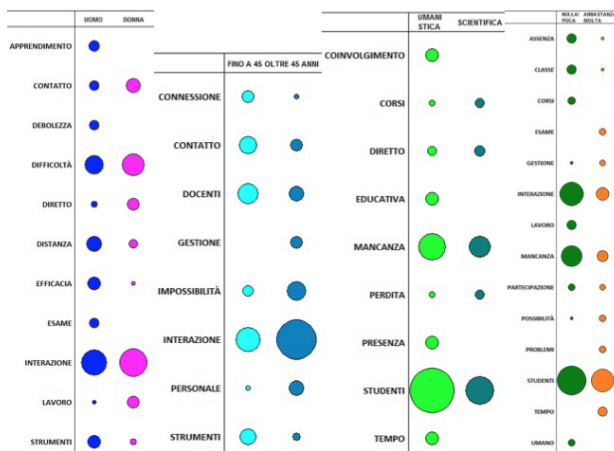 UOMO DONNA
APPRENDIMENTO
CONTATTO
DEBOLEZZA
DIFFICOLTÀ
DIRETTO
DISTANZA
EFFICACIA
ESAME
INTERAZIONE
LAVORO
STRUMENTI
FINO A 45 OLTRE 45 ANNI
CONNESSIONE
CONTATTO
DOCENTI
GESTIONE
IMPOSSIBILITÀ
INTERAZIONE
PERSONALE
STRUMENTI
UMANI
STICA SCIENTIFICA
COINVOLGIMENTO
CORSI
DIRETTO
EDUCATIVA
MANCANZA
PERDITA
PRESENZA
STUDENTI
TEMPO
NULLA/ ABBASTANZA/
POCA MOLTA
ASSENZA
CLASSE
CORSI
ESAME
GESTIONE
INTERAZIONE
LAVORO
MANCANZA
PARTECIPAZIONE
POSSIBILITÀ
PROBLEMI
STUDENTI
TEMPO
UMANO